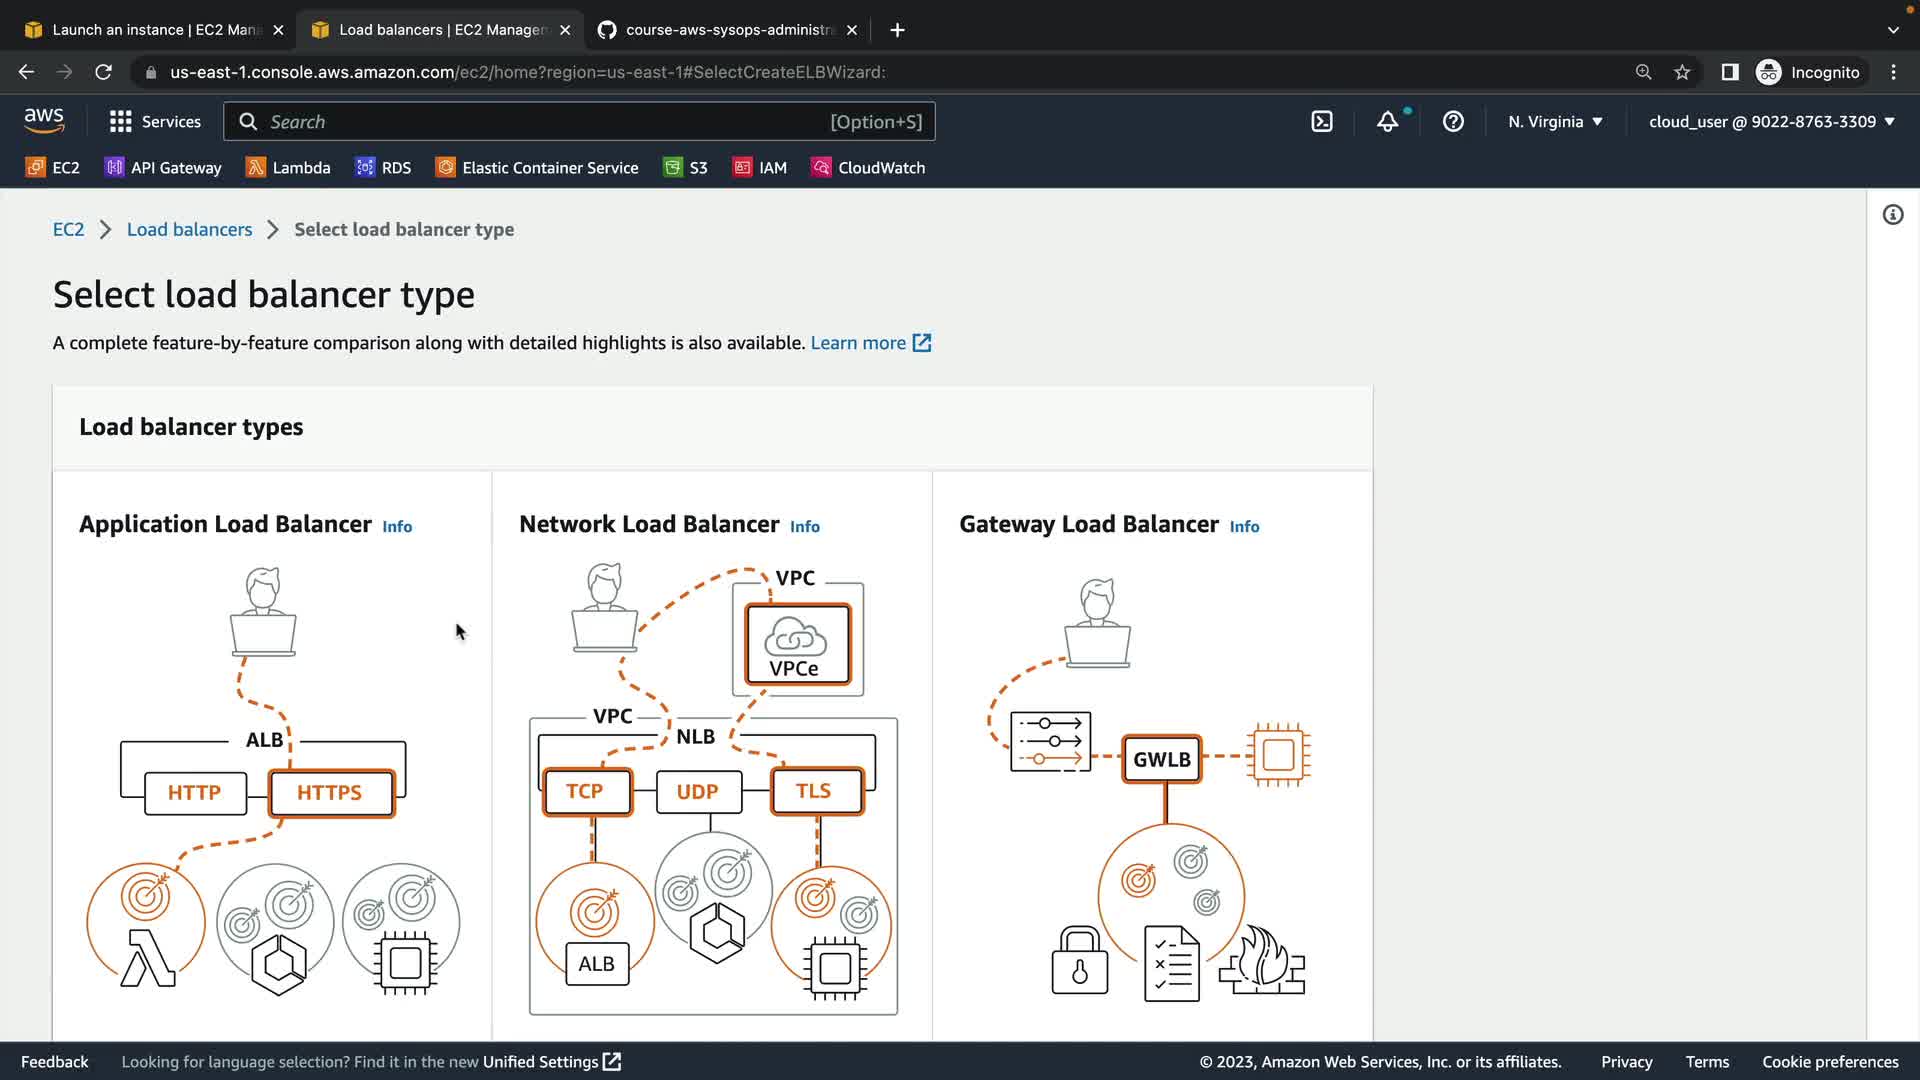 Launch an instance | EC2 Mana
Load balancers | EC2 Managem
course-aws-sysops-administra
us-east-1.console.aws.amazon.com/ec2/home?region=us-east-1#SelectCreateELBWizard:
Incognito
aws
Services
Search
[Option+S]
N. Virginia
cloud_user @ 9022-8763-3309
EC2
API Gateway
Lambda
RDS
Elastic Container Service
S3
IAM
CloudWatch
EC2
Load balancers
Select load balancer type
Select load balancer type
A complete feature-by-feature comparison along with detailed highlights is also available. Learn more
Load balancer types
Application Load Balancer Info
ALB
HTTP
HTTPS
Network Load Balancer Info
VPC
VPCe
VPC
NLB
TCP
UDP
TLS
ALB
Gateway Load Balancer Info
GWLB
Feedback
Looking for language selection? Find it in the new Unified Settings
© 2023, Amazon Web Services, Inc. or its affiliates.
Privacy
Terms
Cookie preferences